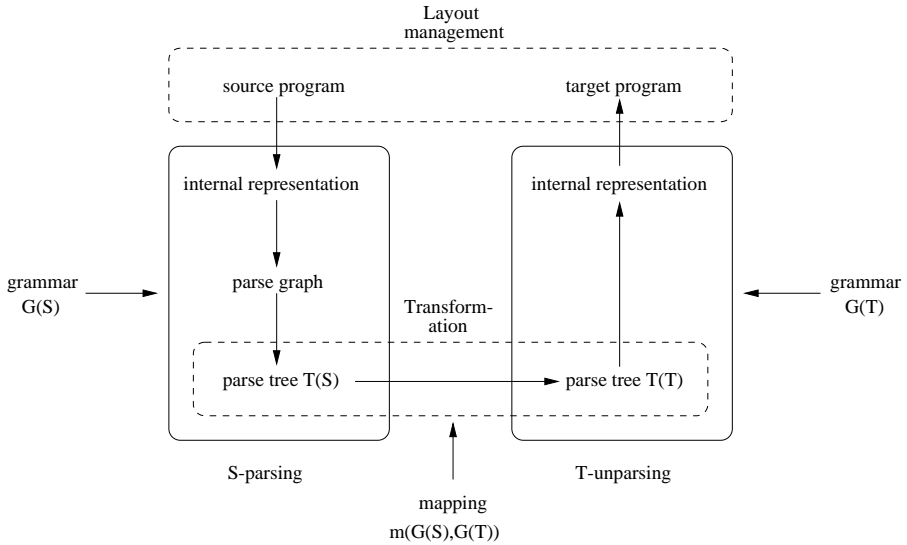 Layout
management
source program
target program
internal representation
internal representation
grammar
G(S)
parse graph
grammar
G(T)
Transform-
ation
parse tree T(S)
parse tree T(T)
S-parsing
T-unparsing
mapping
m(G(S),G(T))